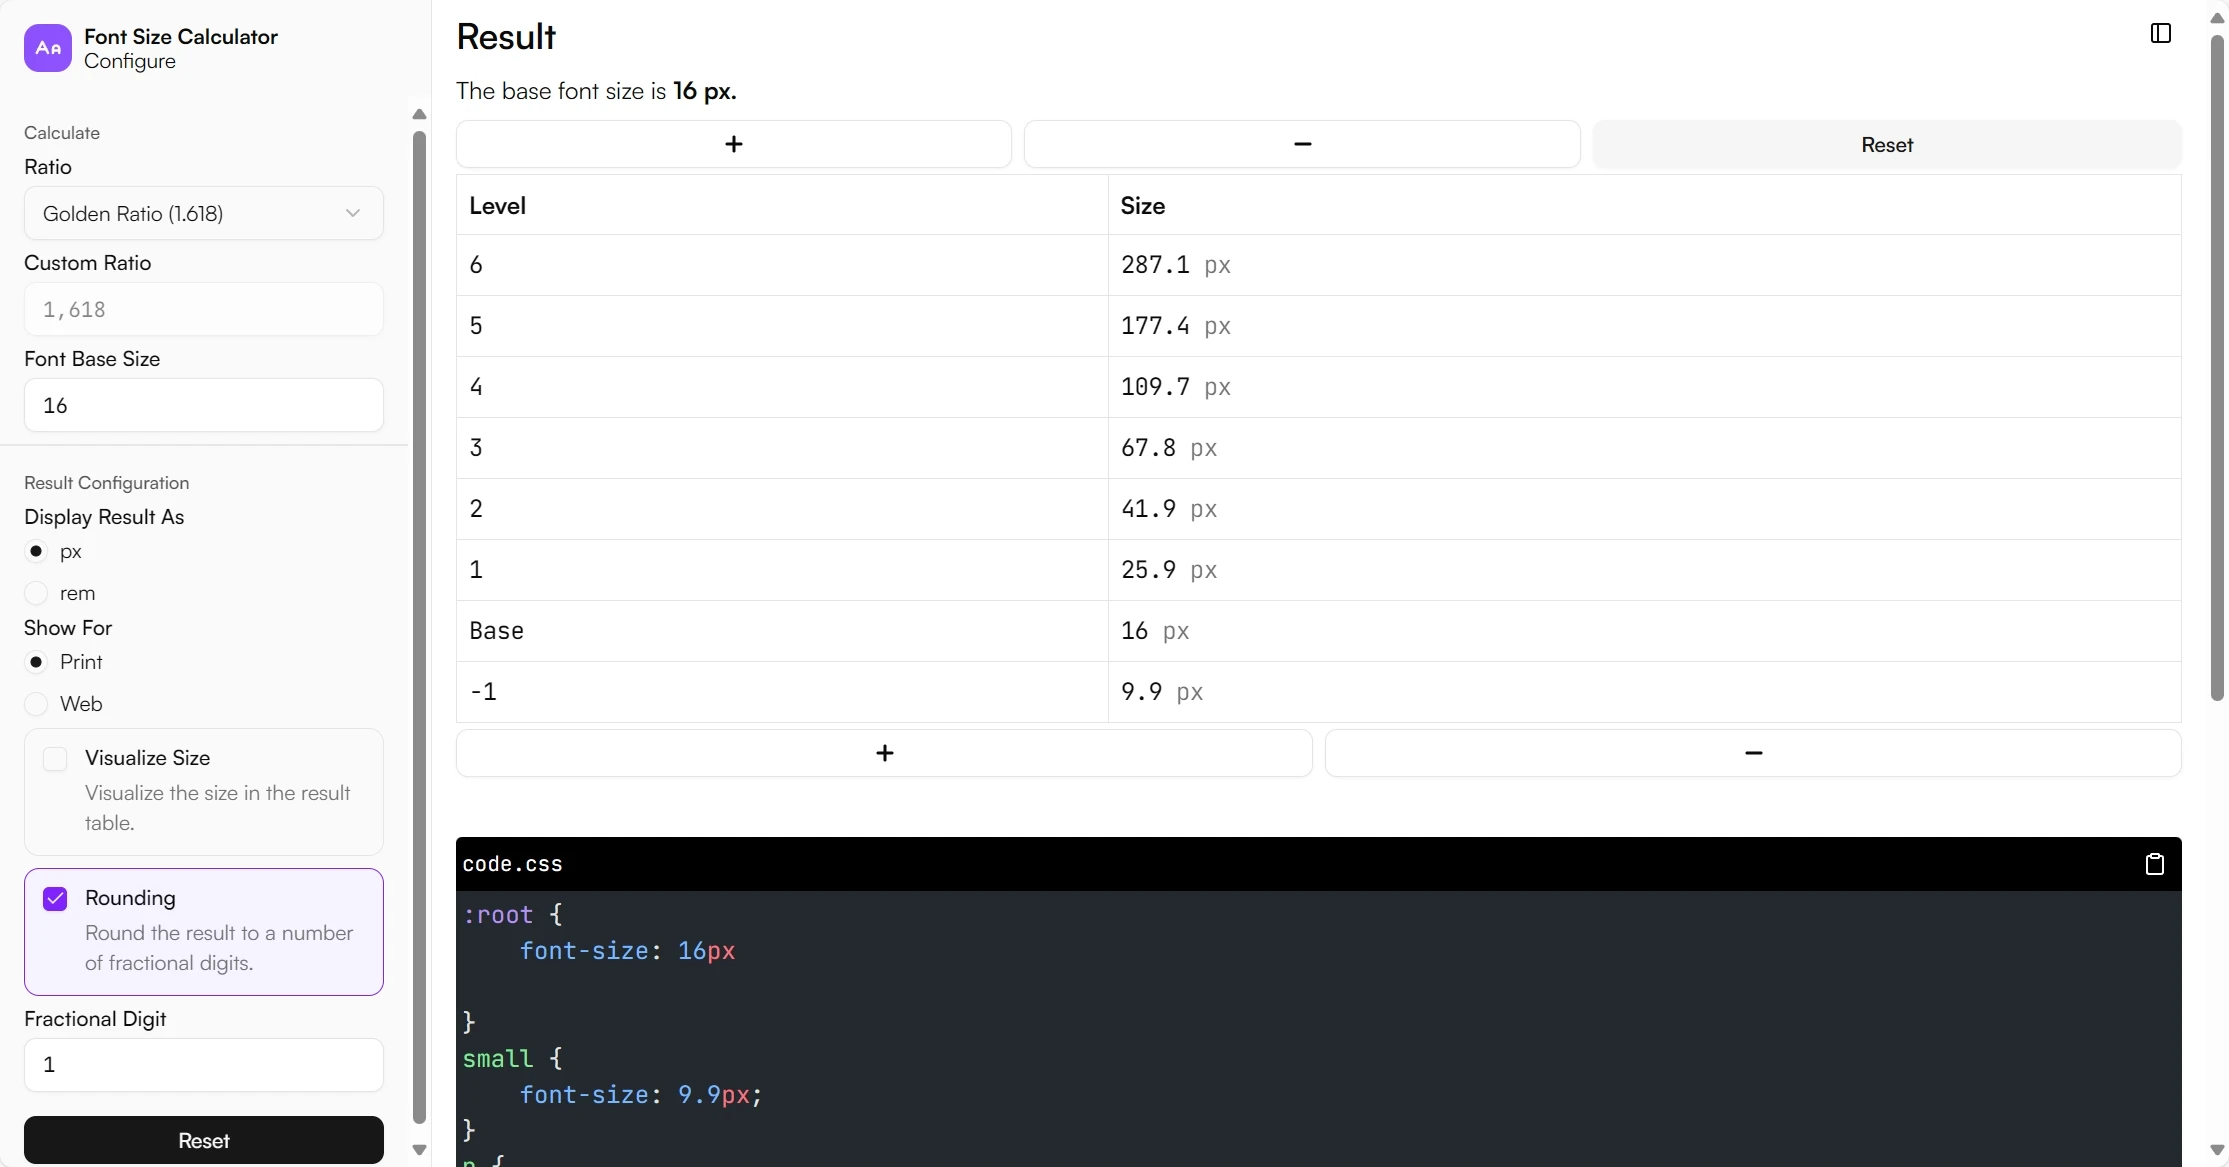 Aa
Font Size Calculator
Configure
Calculate
Ratio
Golden Ratio (1.618)
Custom Ratio
1,618
Font Base Size
16
Result Configuration
Display Result As
px
rem
Show For
Print
Web
Visualize Size
Visualize the size in the result
table.
Rounding
Round the result to a number
of fractional digits.
Fractional Digit
1
Reset
Result
The base font size is 16 px.
+
−
Reset
Level Size
6 287.1 px
5 177.4 px
4 109.7 px
3 67.8 px
2 41.9 px
1 25.9 px
Base 16 px
-1 9.9 px
+
−
code.css
:root {
font-size: 16px
}
small {
font-size: 9.9px;
}